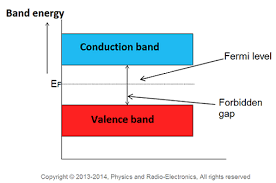 Band energy
Conduction band
Fermi level
EF
Forbidden
gap
Valence band
Copyright © 2013-2014, Physics and Radio-Electronics, All rights reserved